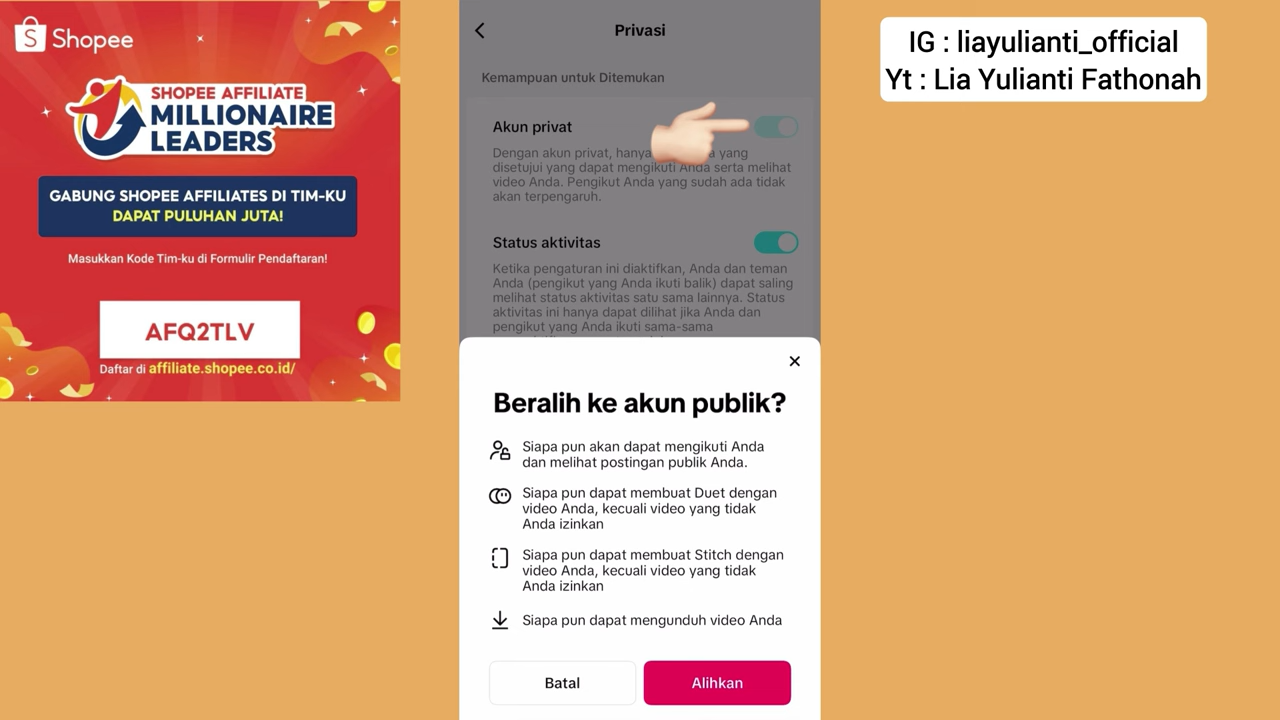 Shopee
SHOPEE AFFILIATE
MILLIONAIRE
LEADERS
GABUNG SHOPEE AFFILIATES DI TIM-KU
DAPAT PULUHAN JUTA!
Masukkan Kode Tim-ku di Formulir Pendaftaran!
AFQ2TLV
Daftar di affiliate.shopee.co.id/
Privasi
Kemampuan untuk Ditemukan
Akun privat
Dengan akun privat, hanya yang
disetujui yang dapat mengikuti Anda serta melihat
video Anda. Pengikut Anda yang sudah ada tidak
akan terpengaruh.
Status aktivitas
Ketika pengaturan ini diaktifkan, Anda dan teman
Anda (pengikut yang Anda ikuti balik) dapat saling
melihat status aktivitas satu sama lainnya. Status
aktivitas ini hanya dapat dilihat jika Anda dan
pengikut yang Anda ikuti sama-sama
Beralih ke akun publik?
Siapa pun akan dapat mengikuti Anda
dan melihat postingan publik Anda.
Siapa pun dapat membuat Duet dengan
video Anda, kecuali video yang tidak
Anda izinkan
Siapa pun dapat membuat Stitch dengan
video Anda, kecuali video yang tidak
Anda izinkan
Siapa pun dapat mengunduh video Anda
Batal
Alihkan
IG : liayulianti_official
Yt : Lia Yulianti Fathonah